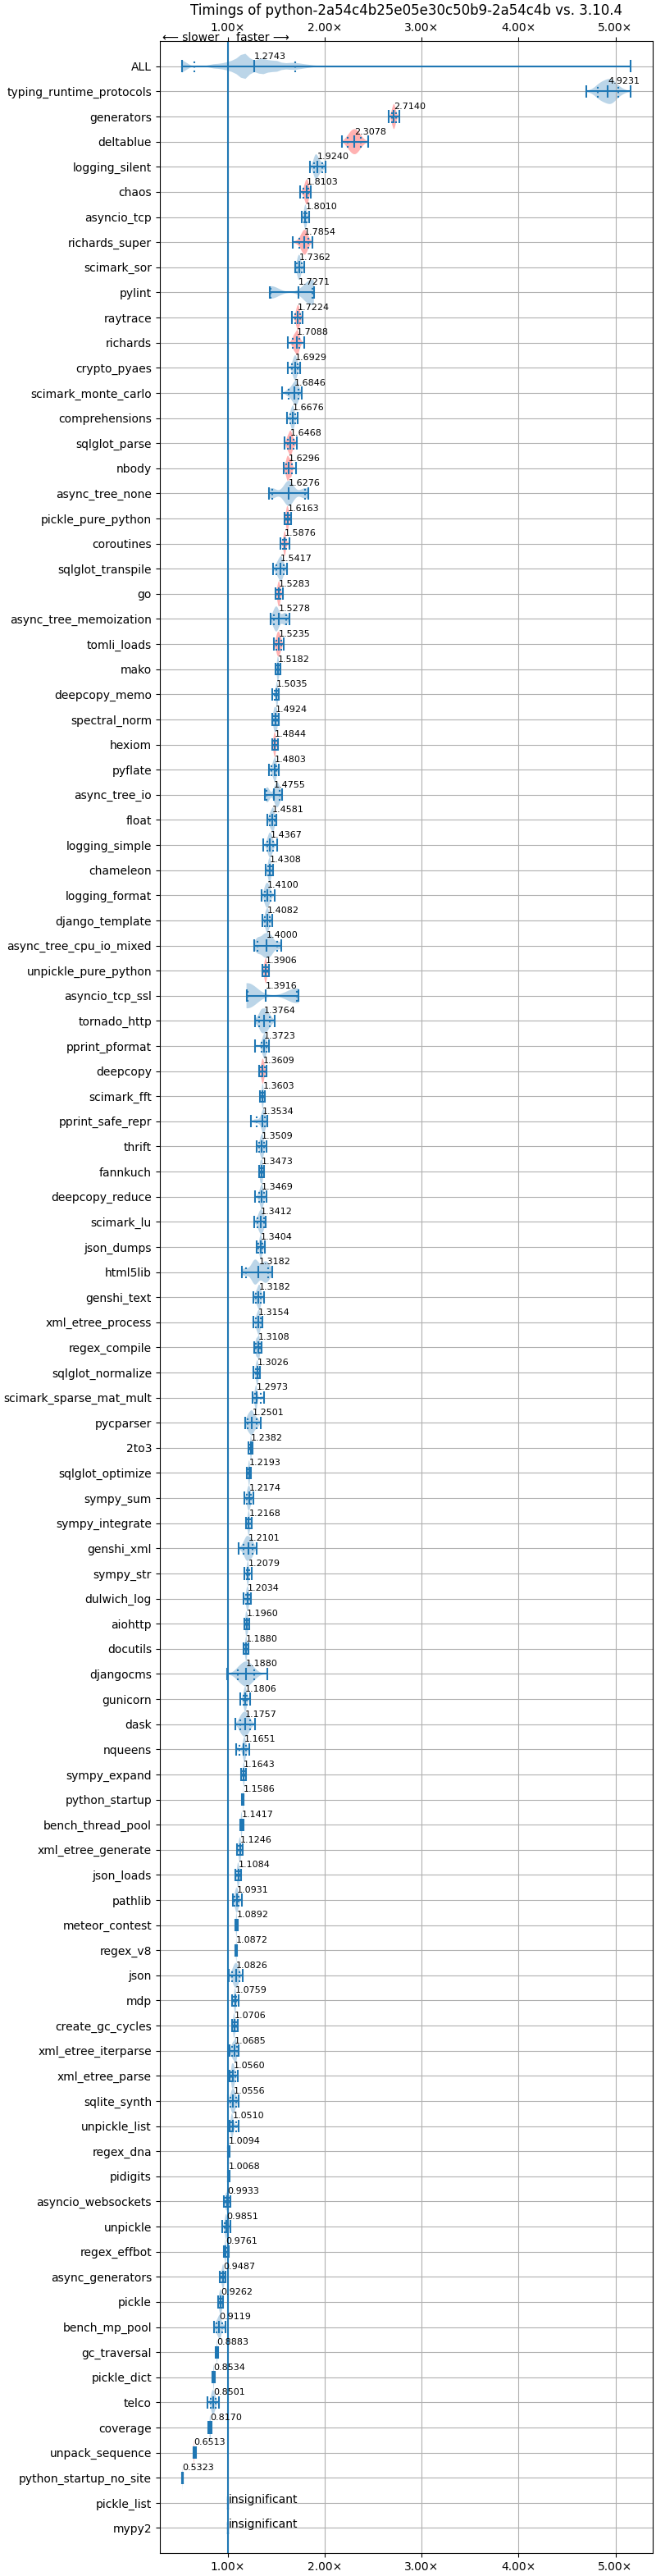 Timings of python-2a54c4b25e05e30c50b9-2a54c4b vs. 3.10.4
1.00× 2.00× 3.00× 4.00× 5.00×
⟵ slower faster ⟶
ALL 1.2743
typing_runtime_protocols 4.9231
generators 2.7140
deltablue 2.3078
logging_silent 1.9240
chaos 1.8103
asyncio_tcp 1.8010
richards_super 1.7854
scimark_sor 1.7362
pylint 1.7271
raytrace 1.7224
richards 1.7088
crypto_pyaes 1.6929
scimark_monte_carlo 1.6846
comprehensions 1.6676
sqlglot_parse 1.6468
nbody 1.6296
async_tree_none 1.6276
pickle_pure_python 1.6163
coroutines 1.5876
sqlglot_transpile 1.5417
go 1.5283
async_tree_memoization 1.5278
tomli_loads 1.5235
mako 1.5182
deepcopy_memo 1.5035
spectral_norm 1.4924
hexiom 1.4844
pyflate 1.4803
async_tree_io 1.4755
float 1.4581
logging_simple 1.4367
chameleon 1.4308
logging_format 1.4100
django_template 1.4082
async_tree_cpu_io_mixed 1.4000
unpickle_pure_python 1.3906
asyncio_tcp_ssl 1.3916
tornado_http 1.3764
pprint_pformat 1.3723
deepcopy 1.3609
scimark_fft 1.3603
pprint_safe_repr 1.3534
thrift 1.3509
fannkuch 1.3473
deepcopy_reduce 1.3469
scimark_lu 1.3412
json_dumps 1.3404
html5lib 1.3182
genshi_text 1.3182
xml_etree_process 1.3154
regex_compile 1.3108
sqlglot_normalize 1.3026
scimark_sparse_mat_mult 1.2973
pycparser 1.2501
2to3 1.2382
sqlglot_optimize 1.2193
sympy_sum 1.2174
sympy_integrate 1.2168
genshi_xml 1.2101
sympy_str 1.2079
dulwich_log 1.2034
aiohttp 1.1960
docutils 1.1880
djangocms 1.1880
gunicorn 1.1806
dask 1.1757
nqueens 1.1651
sympy_expand 1.1643
python_startup 1.1586
bench_thread_pool 1.1417
xml_etree_generate 1.1246
json_loads 1.1084
pathlib 1.0931
meteor_contest 1.0892
regex_v8 1.0872
json 1.0826
mdp 1.0759
create_gc_cycles 1.0706
xml_etree_iterparse 1.0685
xml_etree_parse 1.0560
sqlite_synth 1.0556
unpickle_list 1.0510
regex_dna 1.0094
pidigits 1.0068
asyncio_websockets 0.9933
unpickle 0.9851
regex_effbot 0.9761
async_generators 0.9487
pickle 0.9262
bench_mp_pool 0.9119
gc_traversal 0.8883
pickle_dict 0.8534
telco 0.8501
coverage 0.8170
unpack_sequence 0.6513
python_startup_no_site 0.5323
pickle_list insignificant
mypy2 insignificant
1.00× 2.00× 3.00× 4.00× 5.00×